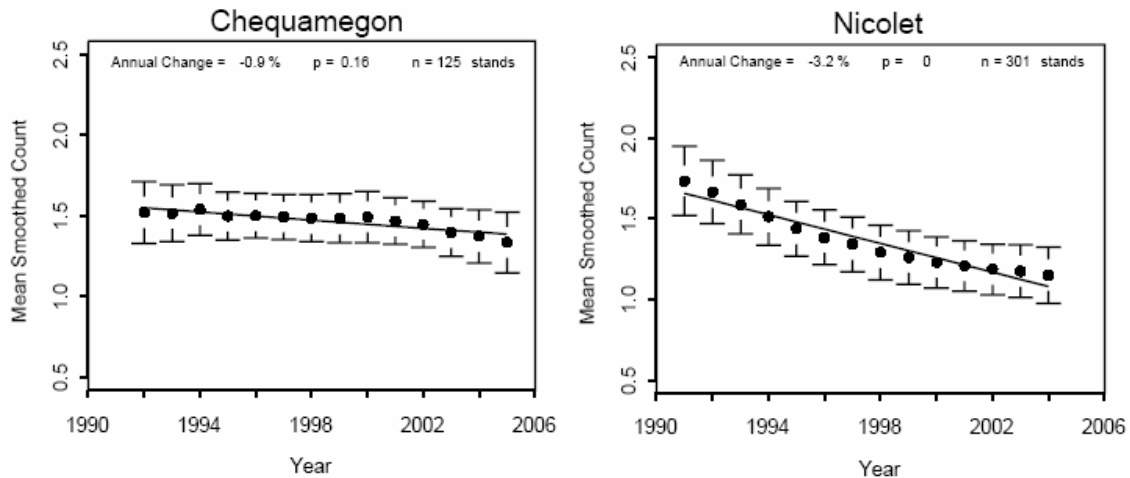 Chequamegon
Annual Change = -0.9 % p = 0.16 n = 125 stands
Mean Smoothed Count
2.5
2.0
1.5
1.0
0.5
1990 1994 1998 2002 2006
Year
Nicolet
Annual Change = -3.2 % p = 0 n = 301 stands
Mean Smoothed Count
2.5
2.0
1.5
1.0
0.5
1990 1994 1998 2002 2006
Year